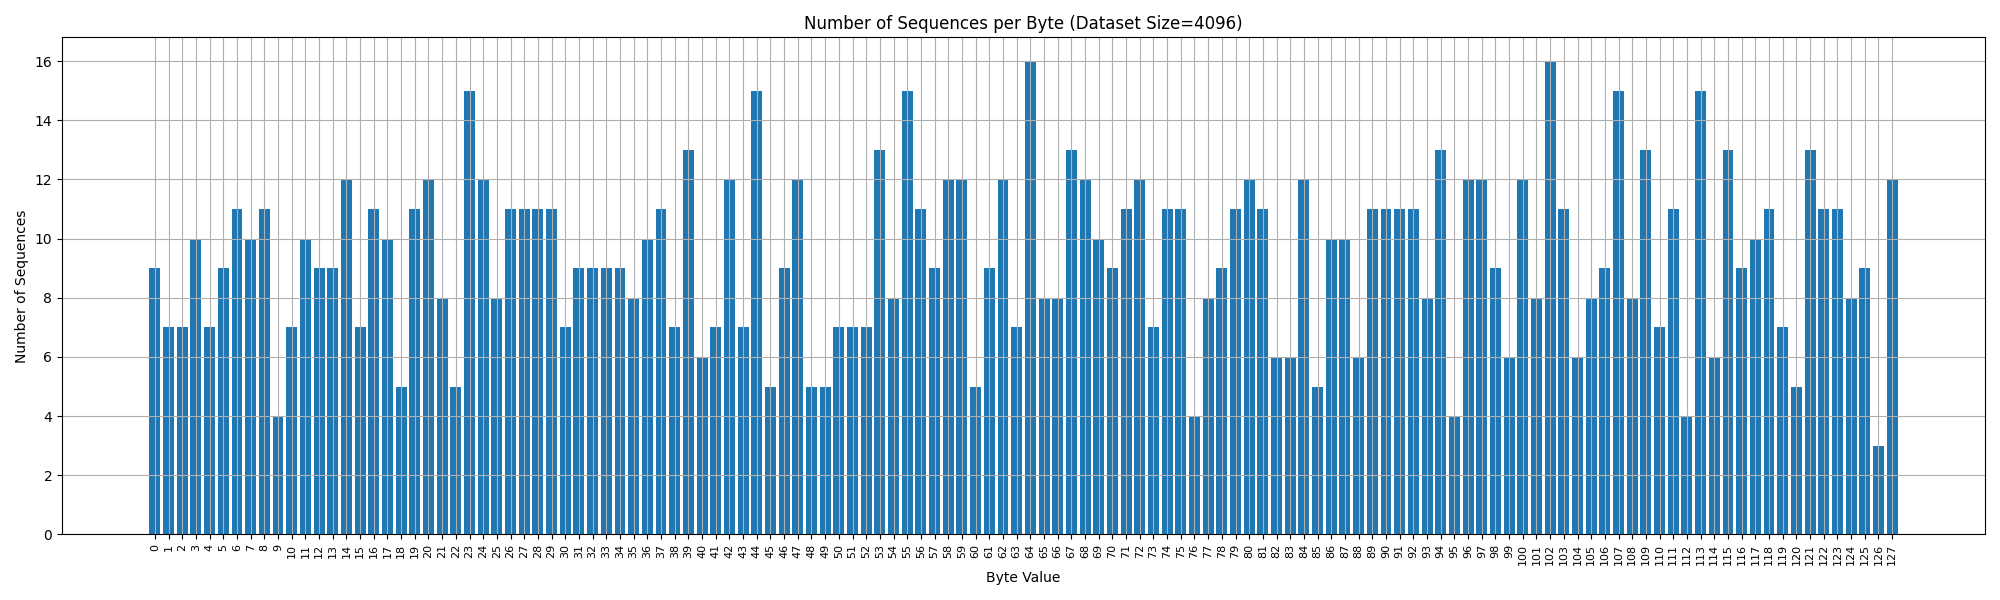 Number of Sequences per Byte (Dataset Size=4096)
Number of Sequences
16
14
12
10
8
6
4
2
0
0 1 2 3 4 5 6 7 8 9 10 11 12 13 14 15 16 17 18 19 20 21 22 23 24 25 26 27 28 29 30 31 32 33 34 35 36 37 38 39 40 41 42 43 44 45 46 47 48 49 50 51 52 53 54 55 56 57 58 59 60 61 62 63 64 65 66 67 68 69 70 71 72 73 74 75 76 77 78 79 80 81 82 83 84 85 86 87 88 89 90 91 92 93 94 95 96 97 98 99 100 101 102 103 104 105 106 107 108 109 110 111 112 113 114 115 116 117 118 119 120 121 122 123 124 125 126 127
Byte Value